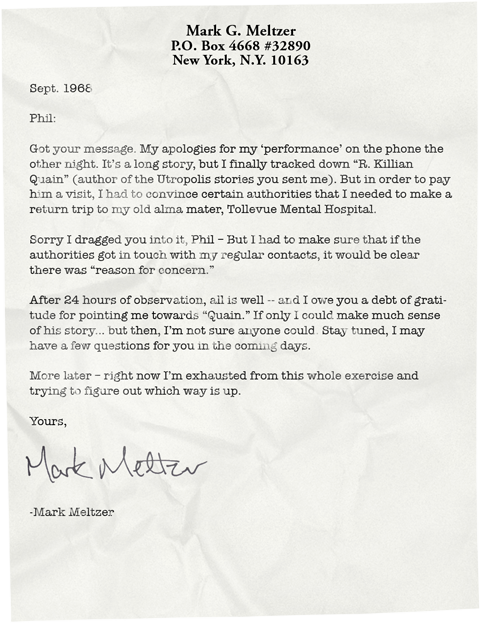 Mark G. Meltzer
P.O. Box 4668 #32890
New York, N.Y. 10163
Sept. 1968
Phil:
Got your message. My apologies for my ‘performance’ on the phone the
other night. It’s a long story, but I finally tracked down “R. Killian
Quain” (author of the Utropolis stories you sent me). But in order to pay
him a visit, I had to convince certain authorities that I needed to make a
return trip to my old alma mater, Tollevue Mental Hospital.
Sorry I dragged you into it, Phil – But I had to make sure that if the
authorities got in touch with my regular contacts, it would be clear
there was “reason for concern.”
After 24 hours of observation, all is well -- and I owe you a debt of grati-
tude for pointing me towards “Quain.” If only I could make much sense
of his story... but then, I’m not sure anyone could. Stay tuned, I may
have a few questions for you in the coming days.
More later – right now I’m exhausted from this whole exercise and
trying to figure out which way is up.
Yours,
Mark Meltzer
-Mark Meltzer